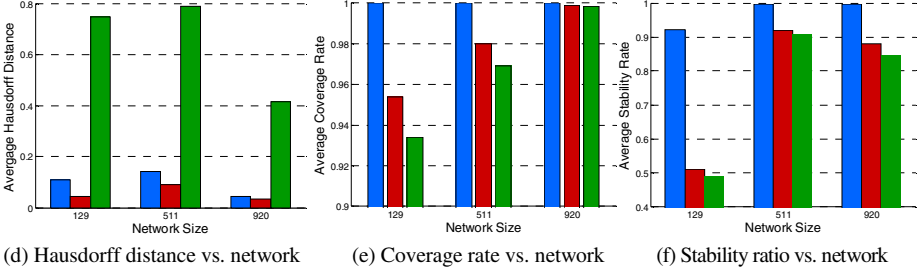 0.8
0.6
0.4
0.2
0
Avergage Hausdorff Distance
129 511 920
Network Size
(d) Hausdorff distance vs. network
1
0.98
0.96
0.94
0.92
0.9
Average Coverage Rate
129 511 920
Network Size
(e) Coverage rate vs. network
1
0.9
0.8
0.7
0.6
0.5
0.4
Average Stability Rate
129 511 920
Network Size
(f) Stability ratio vs. network